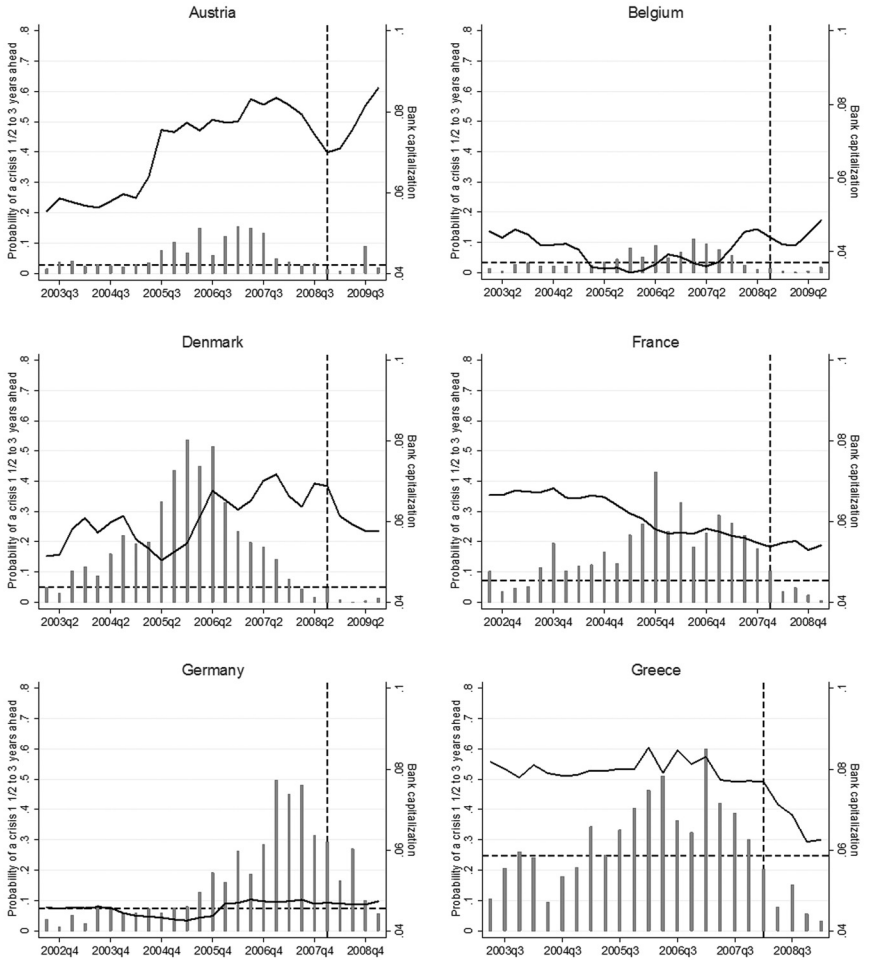 Austria
Probability of a crisis 1 1/2 to 3 years ahead
0 .1 .2 .3 .4 .5 .6 .7 .8
.04 .06 .08 .1
Bank capitalization
2003q3 2004q3 2005q3 2006q3 2007q3 2008q3 2009q3
Belgium
Probability of a crisis 1 1/2 to 3 years ahead
0 .1 .2 .3 .4 .5 .6 .7 .8
.04 .06 .08 .1
Bank capitalization
2003q2 2004q2 2005q2 2006q2 2007q2 2008q2 2009q2
Denmark
Probability of a crisis 1 1/2 to 3 years ahead
0 .1 .2 .3 .4 .5 .6 .7 .8
.04 .06 .08 .1
Bank capitalization
2003q2 2004q2 2005q2 2006q2 2007q2 2008q2 2009q2
France
Probability of a crisis 1 1/2 to 3 years ahead
0 .1 .2 .3 .4 .5 .6 .7 .8
.04 .06 .08 .1
Bank capitalization
2002q4 2003q4 2004q4 2005q4 2006q4 2007q4 2008q4
Germany
Probability of a crisis 1 1/2 to 3 years ahead
0 .1 .2 .3 .4 .5 .6 .7 .8
.04 .06 .08 .1
Bank capitalization
2002q4 2003q4 2004q4 2005q4 2006q4 2007q4 2008q4
Greece
Probability of a crisis 1 1/2 to 3 years ahead
0 .1 .2 .3 .4 .5 .6 .7 .8
.04 .06 .08 .1
Bank capitalization
2003q3 2004q3 2005q3 2006q3 2007q3 2008q3